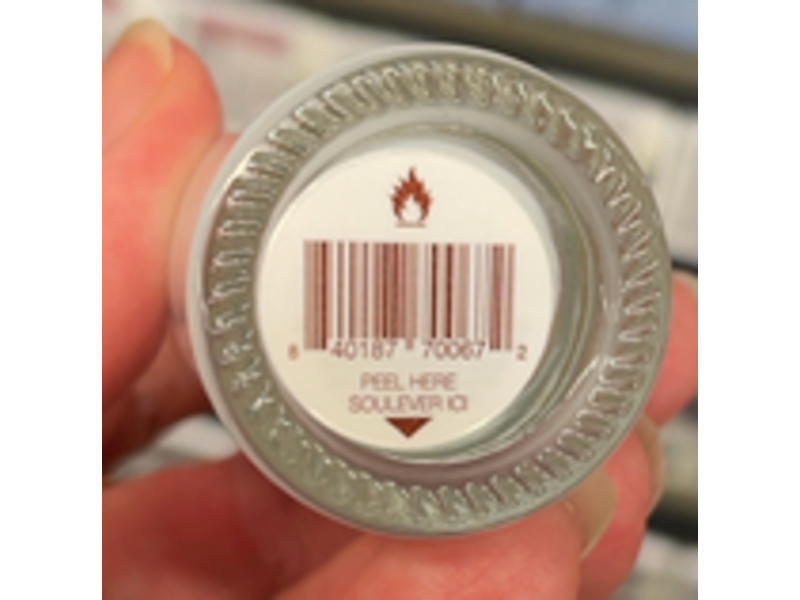 8 40187 70067 2
PEEL HERE
SOULEVER ICI